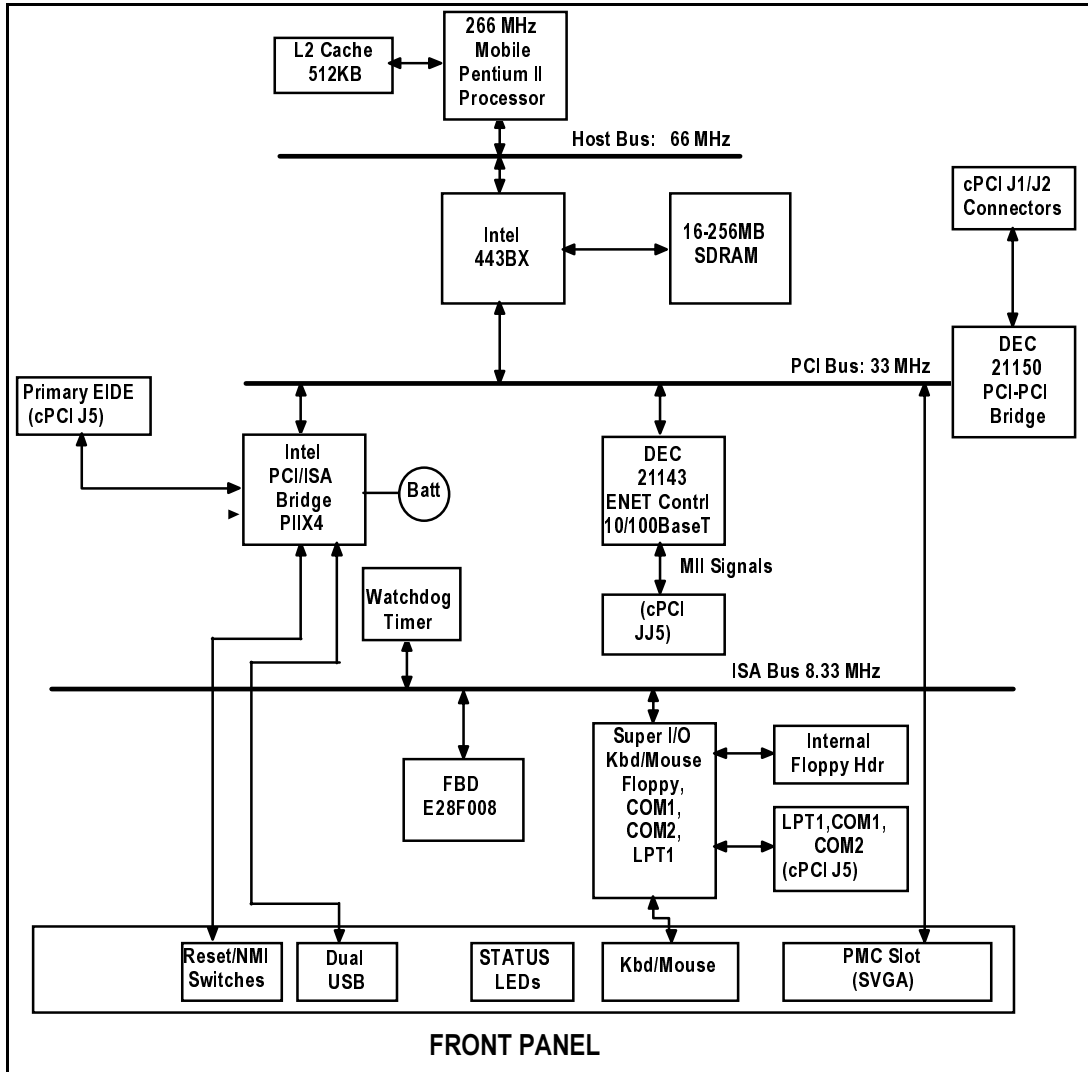 L2 Cache
512KB
266 MHz
Mobile
Pentium II
Processor
Host Bus: 66 MHz
Intel
443BX
16-256MB
SDRAM
cPCI J1/J2
Connectors
DEC
21150
PCI-PCI
Bridge
PCI Bus: 33 MHz
Primary EIDE
(cPCI J5)
Intel
PCI/ISA
Bridge
PIIX4
Batt
DEC
21143
ENET Contrl
10/100BaseT
MII Signals
(cPCI
JJ5)
Watchdog
Timer
ISA Bus 8.33 MHz
FBD
E28F008
Super I/O
Kbd/Mouse
Floppy,
COM1,
COM2,
LPT1
Internal
Floppy Hdr
LPT1,COM1,
COM2
(cPCI J5)
Reset/NMI
Switches
Dual
USB
STATUS
LEDs
Kbd/Mouse
PMC Slot
(SVGA)
FRONT PANEL